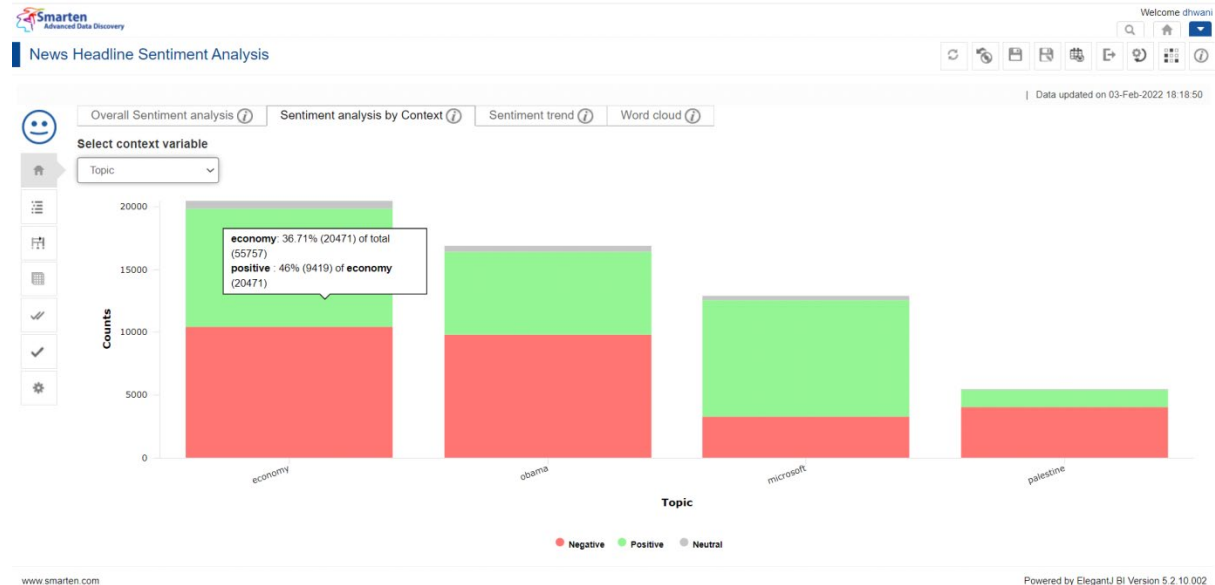 Smarten
Advanced Data Discovery
Welcome dhwani
News Headline Sentiment Analysis
| Data updated on 03-Feb-2022 18:18:50
Overall Sentiment analysis Sentiment analysis by Context Sentiment trend Word cloud
Select context variable
Topic
20000
15000
10000
5000
0
Counts
economy: 36.71% (20471) of total
(55757)
positive : 46% (9419) of economy
(20471)
economy obama microsoft palestine
Topic
Negative Positive Neutral
www.smarten.com Powered by ElegantJ BI Version 5.2.10.002